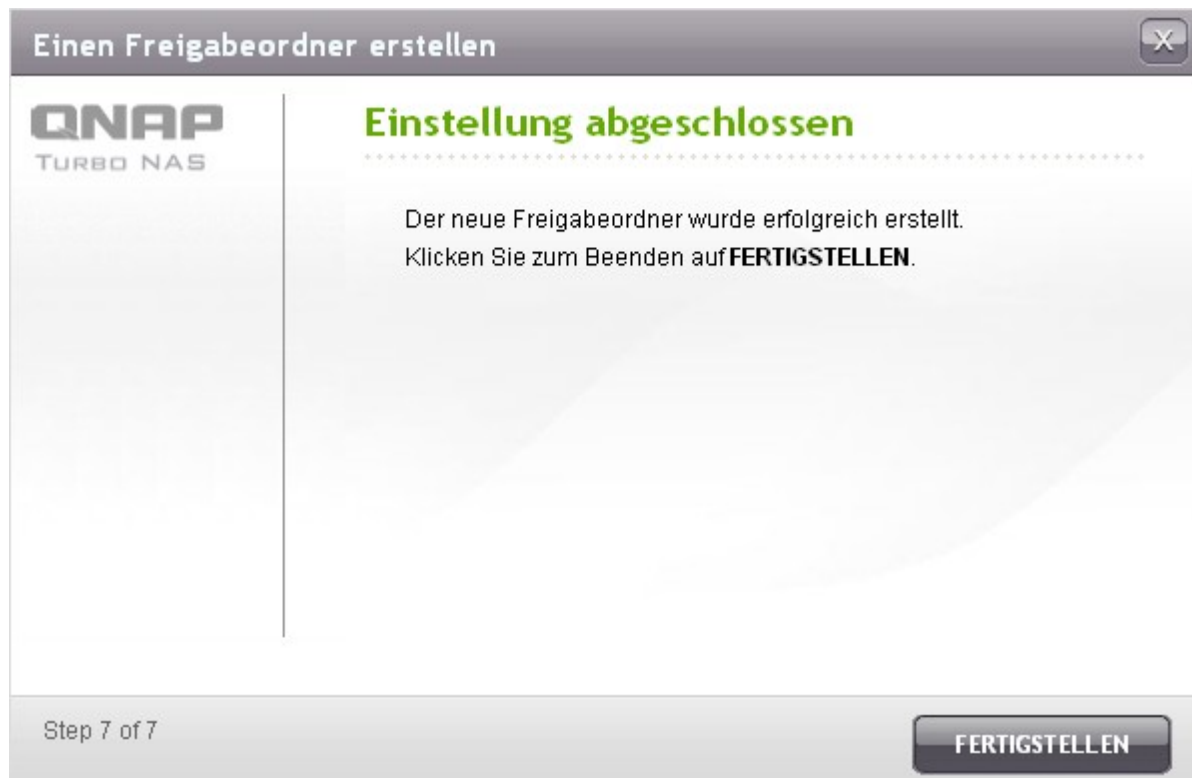 Einen Freigabeordner erstellen
X
QNAP
TURBO NAS
Einstellung abgeschlossen
Der neue Freigabeordner wurde erfolgreich erstellt.
Klicken Sie zum Beenden auf FERTIGSTELLEN.
Step 7 of 7
FERTIGSTELLEN